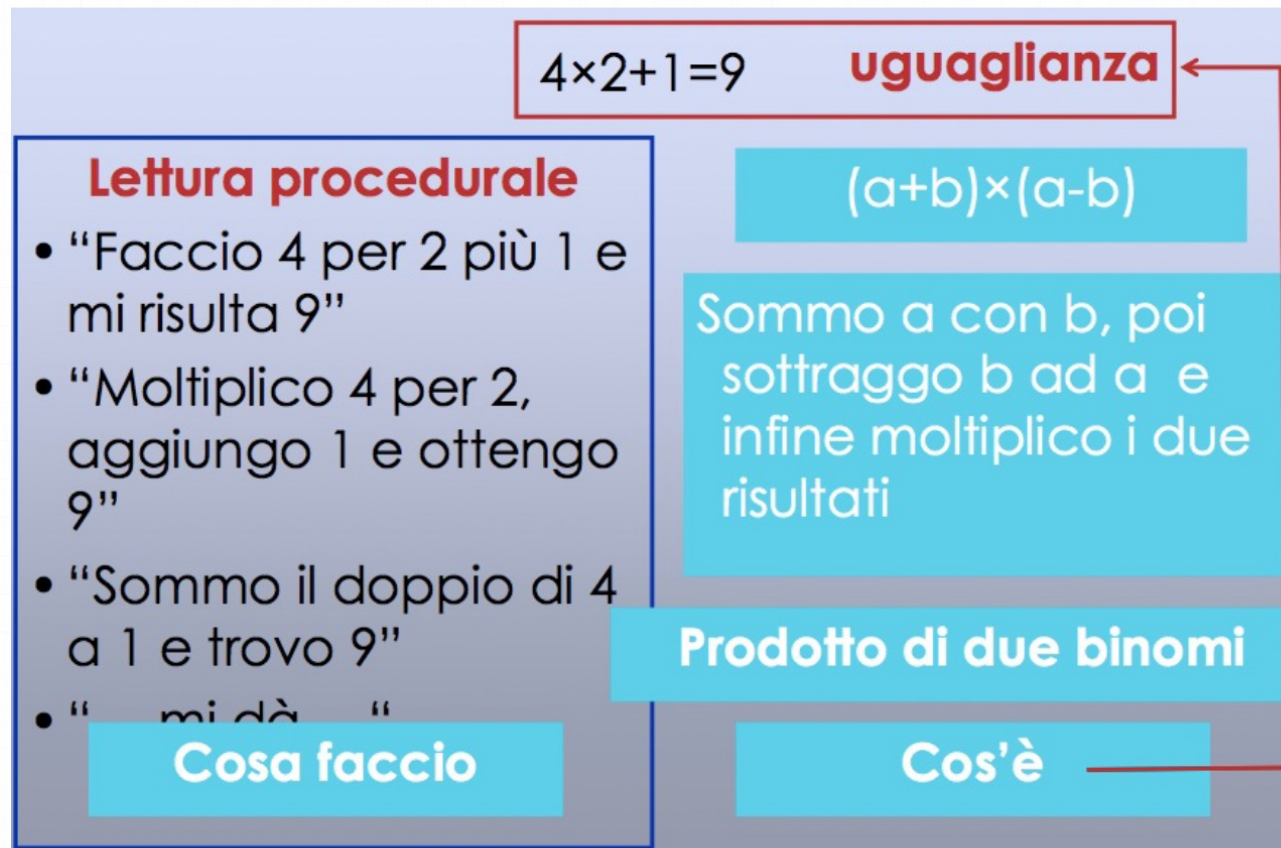 4×2+1=9 uguaglianza
Lettura procedurale
• “Faccio 4 per 2 più 1 e
mi risulta 9”
• “Moltiplico 4 per 2,
aggiungo 1 e ottengo
9”
• “Sommo il doppio di 4
a 1 e trovo 9”
• “... mi dà ... “
Cosa faccio
(a+b)×(a-b)
Sommo a con b, poi
sottraggo b ad a e
infine moltiplico i due
risultati
Prodotto di due binomi
Cos’è